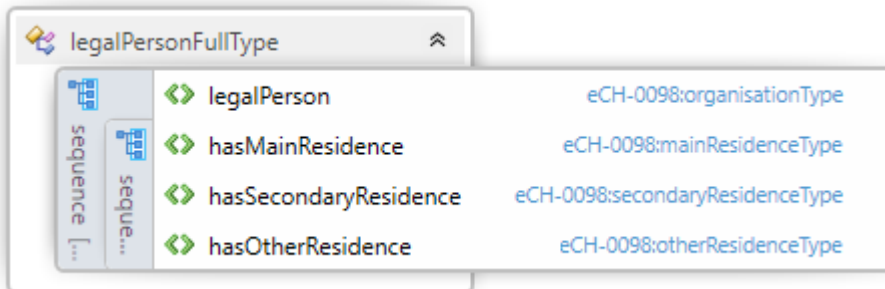 legalPersonFullType
sequence [...
seque...
legalPerson eCH-0098:organisationType
hasMainResidence eCH-0098:mainResidenceType
hasSecondaryResidence eCH-0098:secondaryResidenceType
hasOtherResidence eCH-0098:otherResidenceType